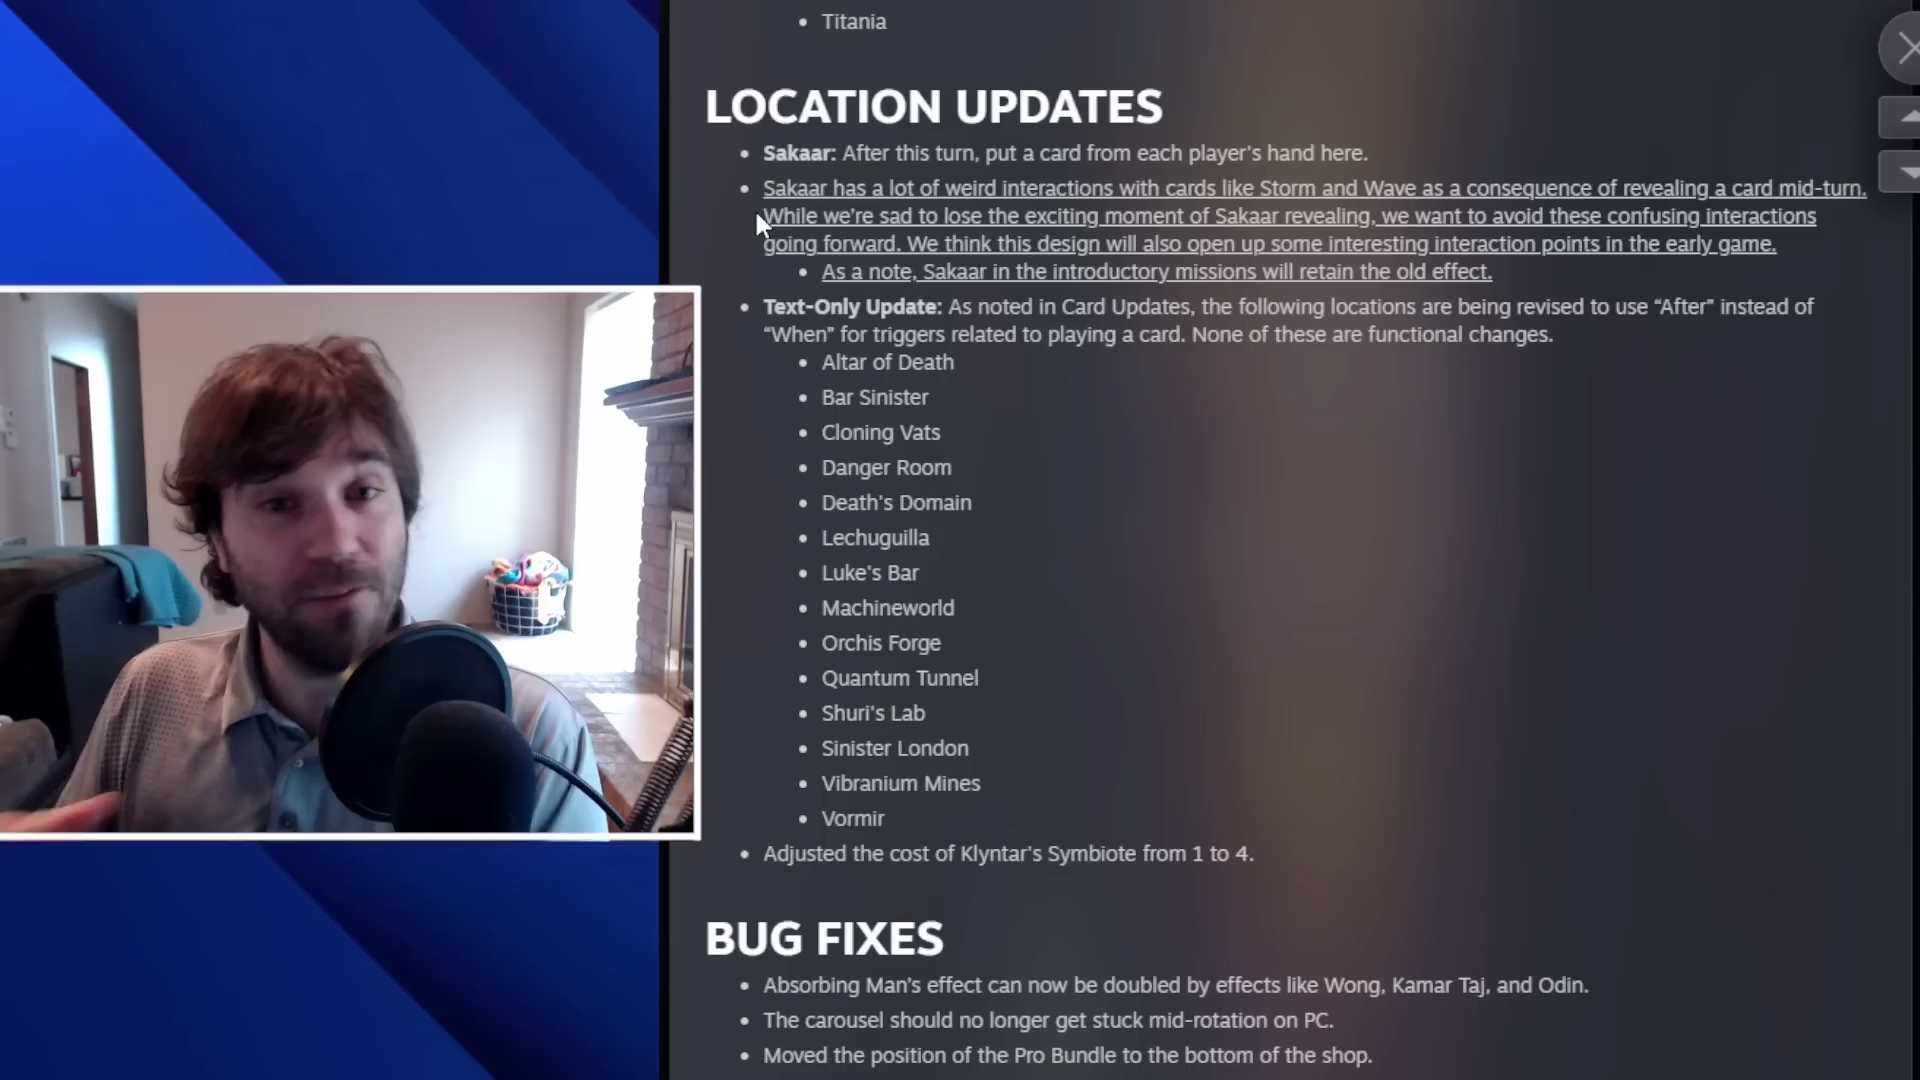 Titania
LOCATION UPDATES
Sakaar: After this turn, put a card from each player's hand here.
Sakaar has a lot of weird interactions with cards like Storm and Wave as a consequence of revealing a card mid-turn.
While we're sad to lose the exciting moment of Sakaar revealing, we want to avoid these confusing interactions
going forward. We think this design will also open up some interesting interaction points in the early game.
As a note, Sakaar in the introductory missions will retain the old effect.
Text-Only Update: As noted in Card Updates, the following locations are being revised to use “After” instead of
“When” for triggers related to playing a card. None of these are functional changes.
Altar of Death
Bar Sinister
Cloning Vats
Danger Room
Death's Domain
Lechuguilla
Luke's Bar
Machineworld
Orchis Forge
Quantum Tunnel
Shuri's Lab
Sinister London
Vibranium Mines
Vormir
Adjusted the cost of Klyntar's Symbiote from 1 to 4.
BUG FIXES
Absorbing Man's effect can now be doubled by effects like Wong, Kamar Taj, and Odin.
The carousel should no longer get stuck mid-rotation on PC.
Moved the position of the Pro Bundle to the bottom of the shop.